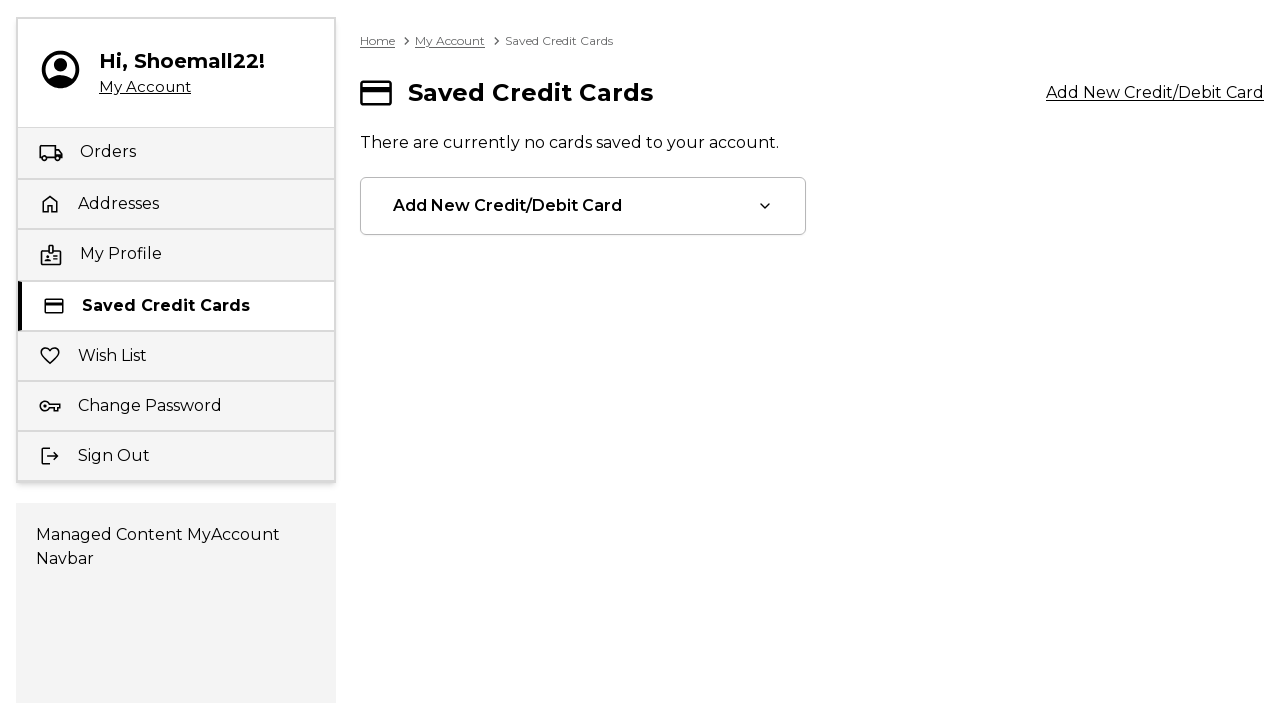 Hi, Shoemall22!
My Account
Orders
Addresses
My Profile
Saved Credit Cards
Wish List
Change Password
Sign Out
Managed Content MyAccount
Navbar
Home > My Account > Saved Credit Cards
Saved Credit Cards
Add New Credit/Debit Card
There are currently no cards saved to your account.
Add New Credit/Debit Card